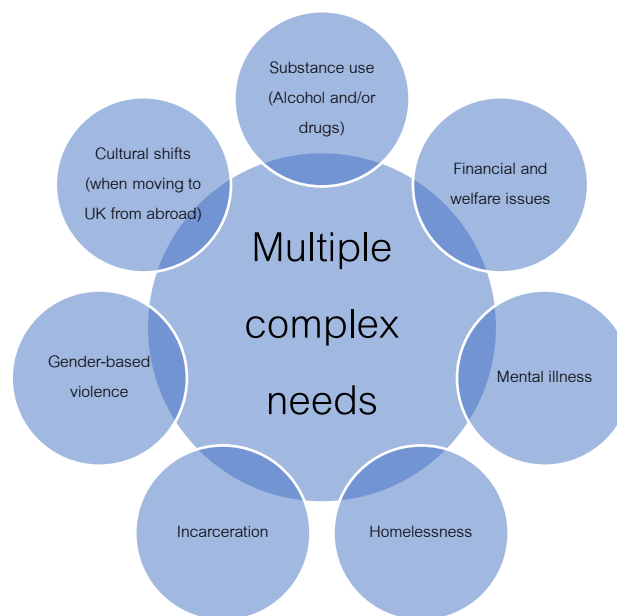 Substance use
(Alcohol and/or
drugs)
Financial and
welfare issues
Mental illness
Homelessness
Incarceration
Gender-based
violence
Cultural shifts
(when moving to
UK from abroad)
Multiple
complex
needs